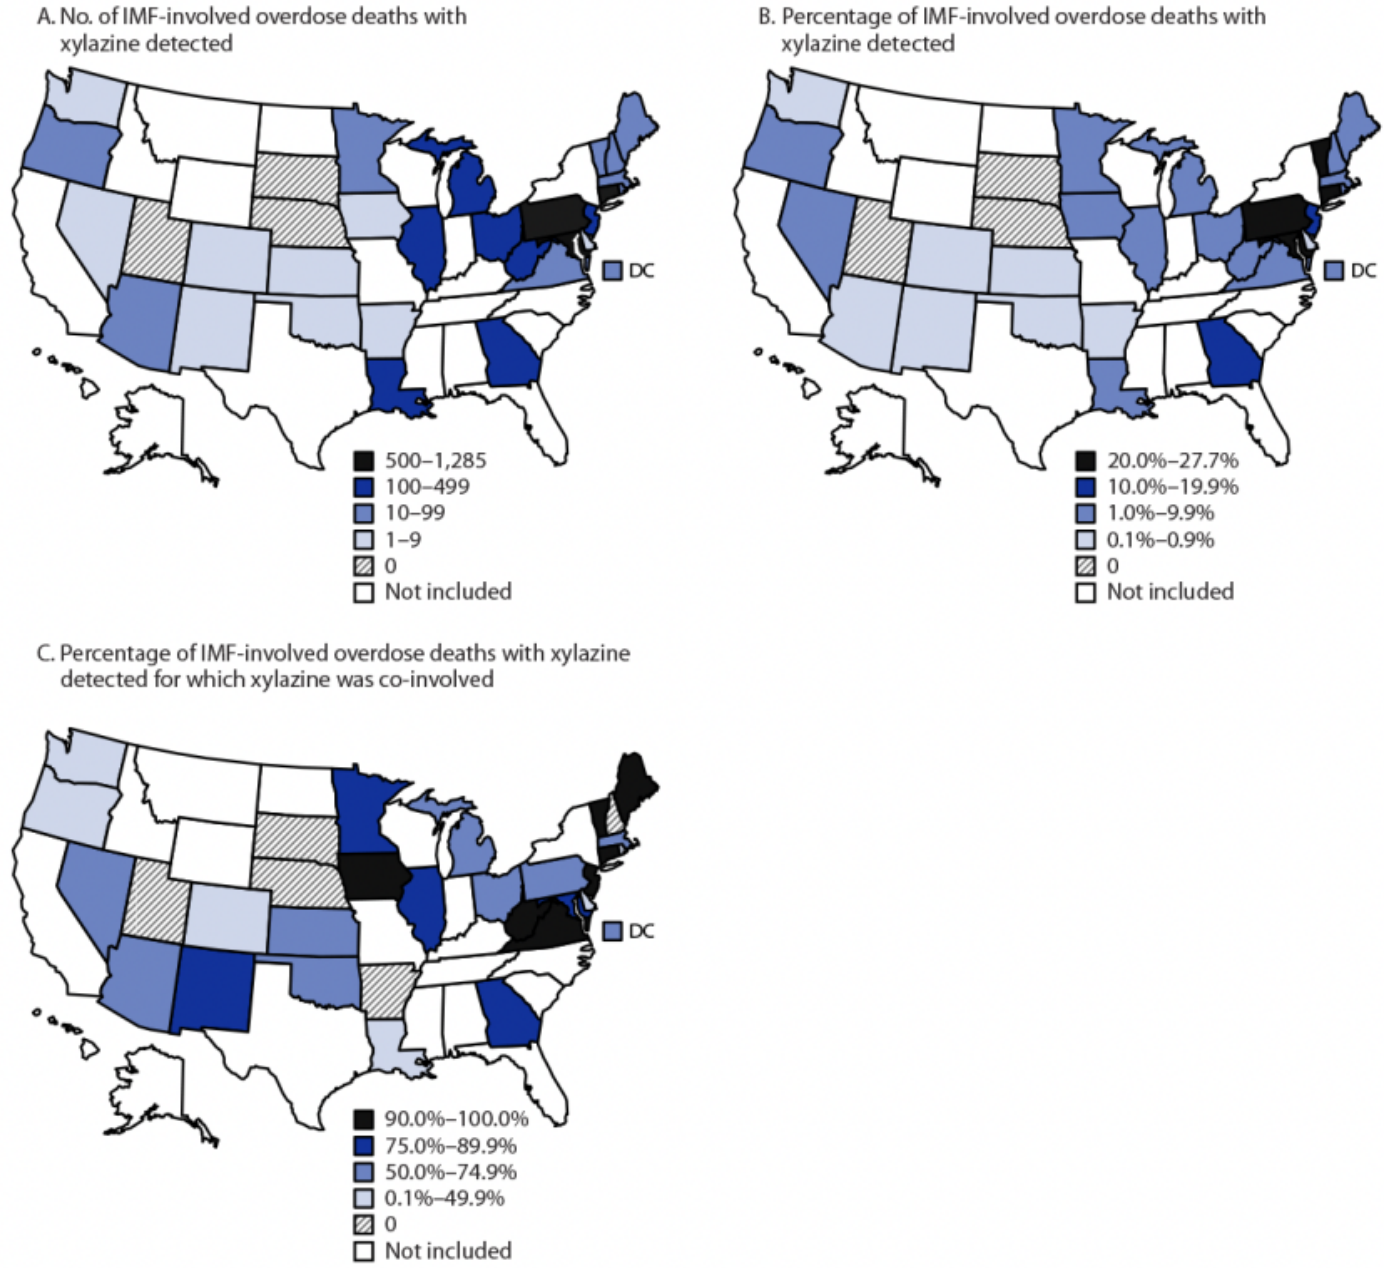 A. No. of IMF-involved overdose deaths with
xylazine detected
DC
500–1,285
100–499
10–99
1–9
0
Not included
B. Percentage of IMF-involved overdose deaths with
xylazine detected
DC
20.0%–27.7%
10.0%–19.9%
1.0%–9.9%
0.1%–0.9%
0
Not included
C. Percentage of IMF-involved overdose deaths with xylazine
detected for which xylazine was co-involved
DC
90.0%–100.0%
75.0%–89.9%
50.0%–74.9%
0.1%–49.9%
0
Not included